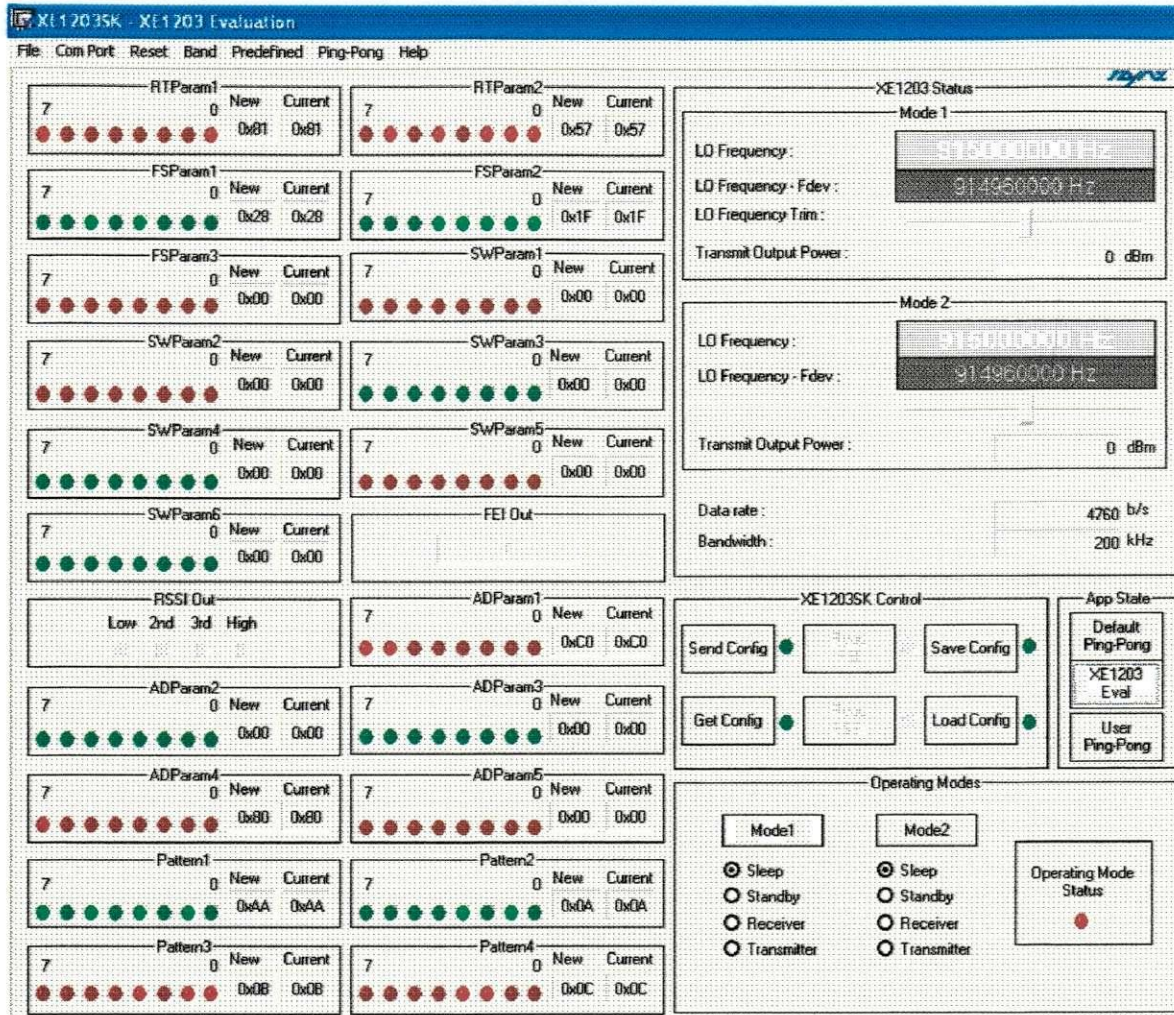 XE1203SK - XE1203 Evaluation
File Com Port Reset Band Predefined Ping-Pong Help
RTParam1
7 0 New Current
0x81 0x81
RTParam2
7 0 New Current
0x57 0x57
FSParam1
7 0 New Current
0x28 0x28
FSParam2
7 0 New Current
0x1F 0x1F
FSParam3
7 0 New Current
0x00 0x00
SWParam1
7 0 New Current
0x00 0x00
SWParam2
7 0 New Current
0x00 0x00
SWParam3
7 0 New Current
0x00 0x00
SWParam4
7 0 New Current
0x00 0x00
SWParam5
7 0 New Current
0x00 0x00
SWParam6
7 0 New Current
0x00 0x00
FEI Out
RSSI Out
Low 2nd 3rd High
ADParam1
7 0 New Current
0xC0 0xC0
ADParam2
7 0 New Current
0x00 0x00
ADParam3
7 0 New Current
0x00 0x00
ADParam4
7 0 New Current
0x80 0x80
ADParam5
7 0 New Current
0x00 0x00
Pattern1
7 0 New Current
0xAA 0xAA
Pattern2
7 0 New Current
0x0A 0x0A
Pattern3
7 0 New Current
0x0B 0x0B
Pattern4
7 0 New Current
0x0C 0x0C
XE1203 Status
Mode 1
LO Frequency : 915000000 Hz
LO Frequency - Fdev : 914960000 Hz
LO Frequency Trim :
Transmit Output Power : 0 dBm
Mode 2
LO Frequency : 915000000 Hz
LO Frequency - Fdev : 914960000 Hz
Transmit Output Power : 0 dBm
Data rate : 4760 b/s
Bandwidth : 200 kHz
XE1203SK Control
Send Config Save Config
Get Config Load Config
App State
Default
Ping-Pong
XE1203
Eval
User
Ping-Pong
Operating Modes
Mode1 Mode2
Sleep Sleep
Standby Standby
Receiver Receiver
Transmitter Transmitter
Operating Mode
Status